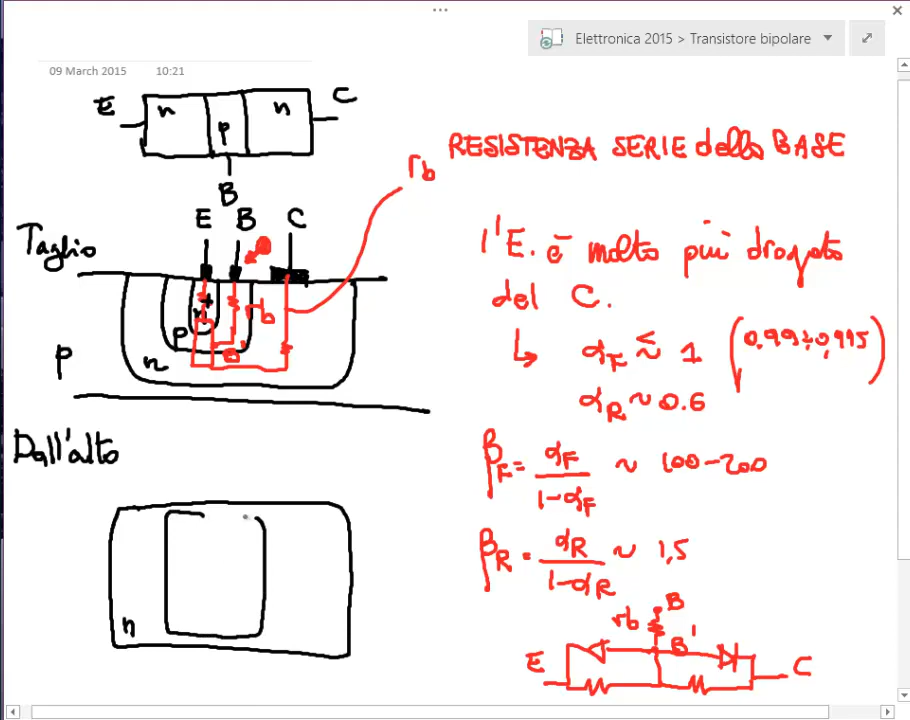 Elettronica 2015 > Transistore bipolare
09 March 2015 10:21
E n p n C
B
RESISTENZA SERIE della BASE
rb
E B C
Taglio
l'E. è molto più drogato
del C.
n+
b
p
B'
n
p
↳ αF ≲ 1 (0,99÷0,995)
αR ~ 0.6
Dall'alto
βF = αF / 1-αF ~ 100-200
βR = αR / 1-αR ~ 1,5
n
rb B
B'
E C